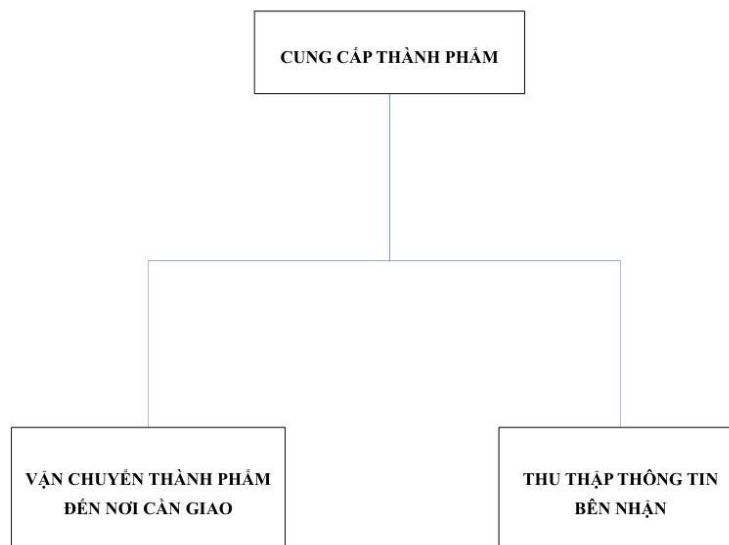 CUNG CẤP THÀNH PHẨM
VẬN CHUYỂN THÀNH PHẨM
ĐẾN NƠI CẦN GIAO
THU THẬP THÔNG TIN
BÊN NHẬN